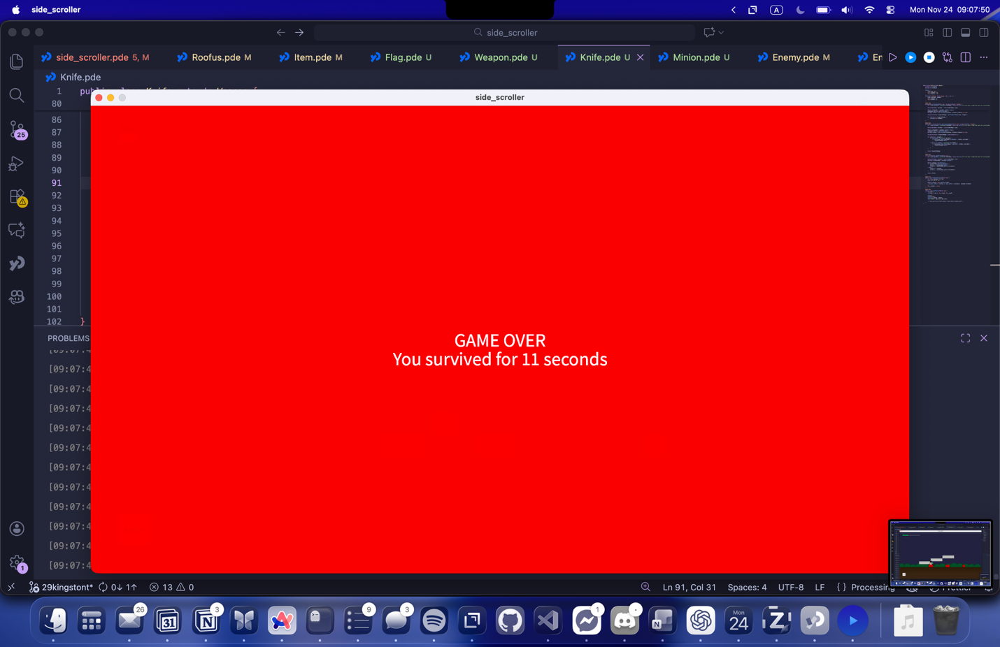 side_scroller
A
Mon Nov 24 09:07:50
side_scroller
side_scroller.pde 5, M
Roofus.pde M
Item.pde M
Flag.pde U
Weapon.pde U
Knife.pde U
Minion.pde U
Enemy.pde M
En
Knife.pde
1
80
side_scroller
86
87
88
89
90
91
92
93
94
95
96
97
98
99
100
101
102 }
25
GAME OVER
You survived for 11 seconds
PROBLEMS
[09:07:4
[09:07:4
[09:07:4
[09:07:4
[09:07:4
[09:07:4
[09:07:4
[09:07:4
[09:07:4
[09:07:4
[09:07:4
1
29kingstont* 0↓ 1↑ 13 0
Ln 91, Col 31 Spaces: 4 UTF-8 LF { } Processing
26
3
9
3
1
31
N
Mon
24